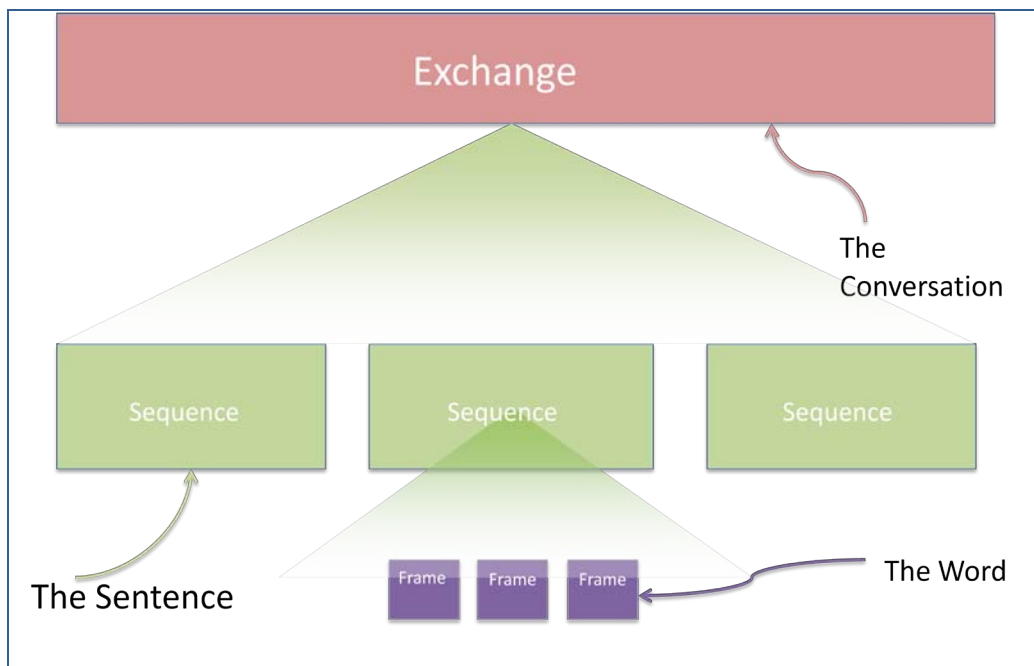 Exchange
The
Conversation
Sequence
Sequence
Sequence
The Sentence
Frame
Frame
Frame
The Word